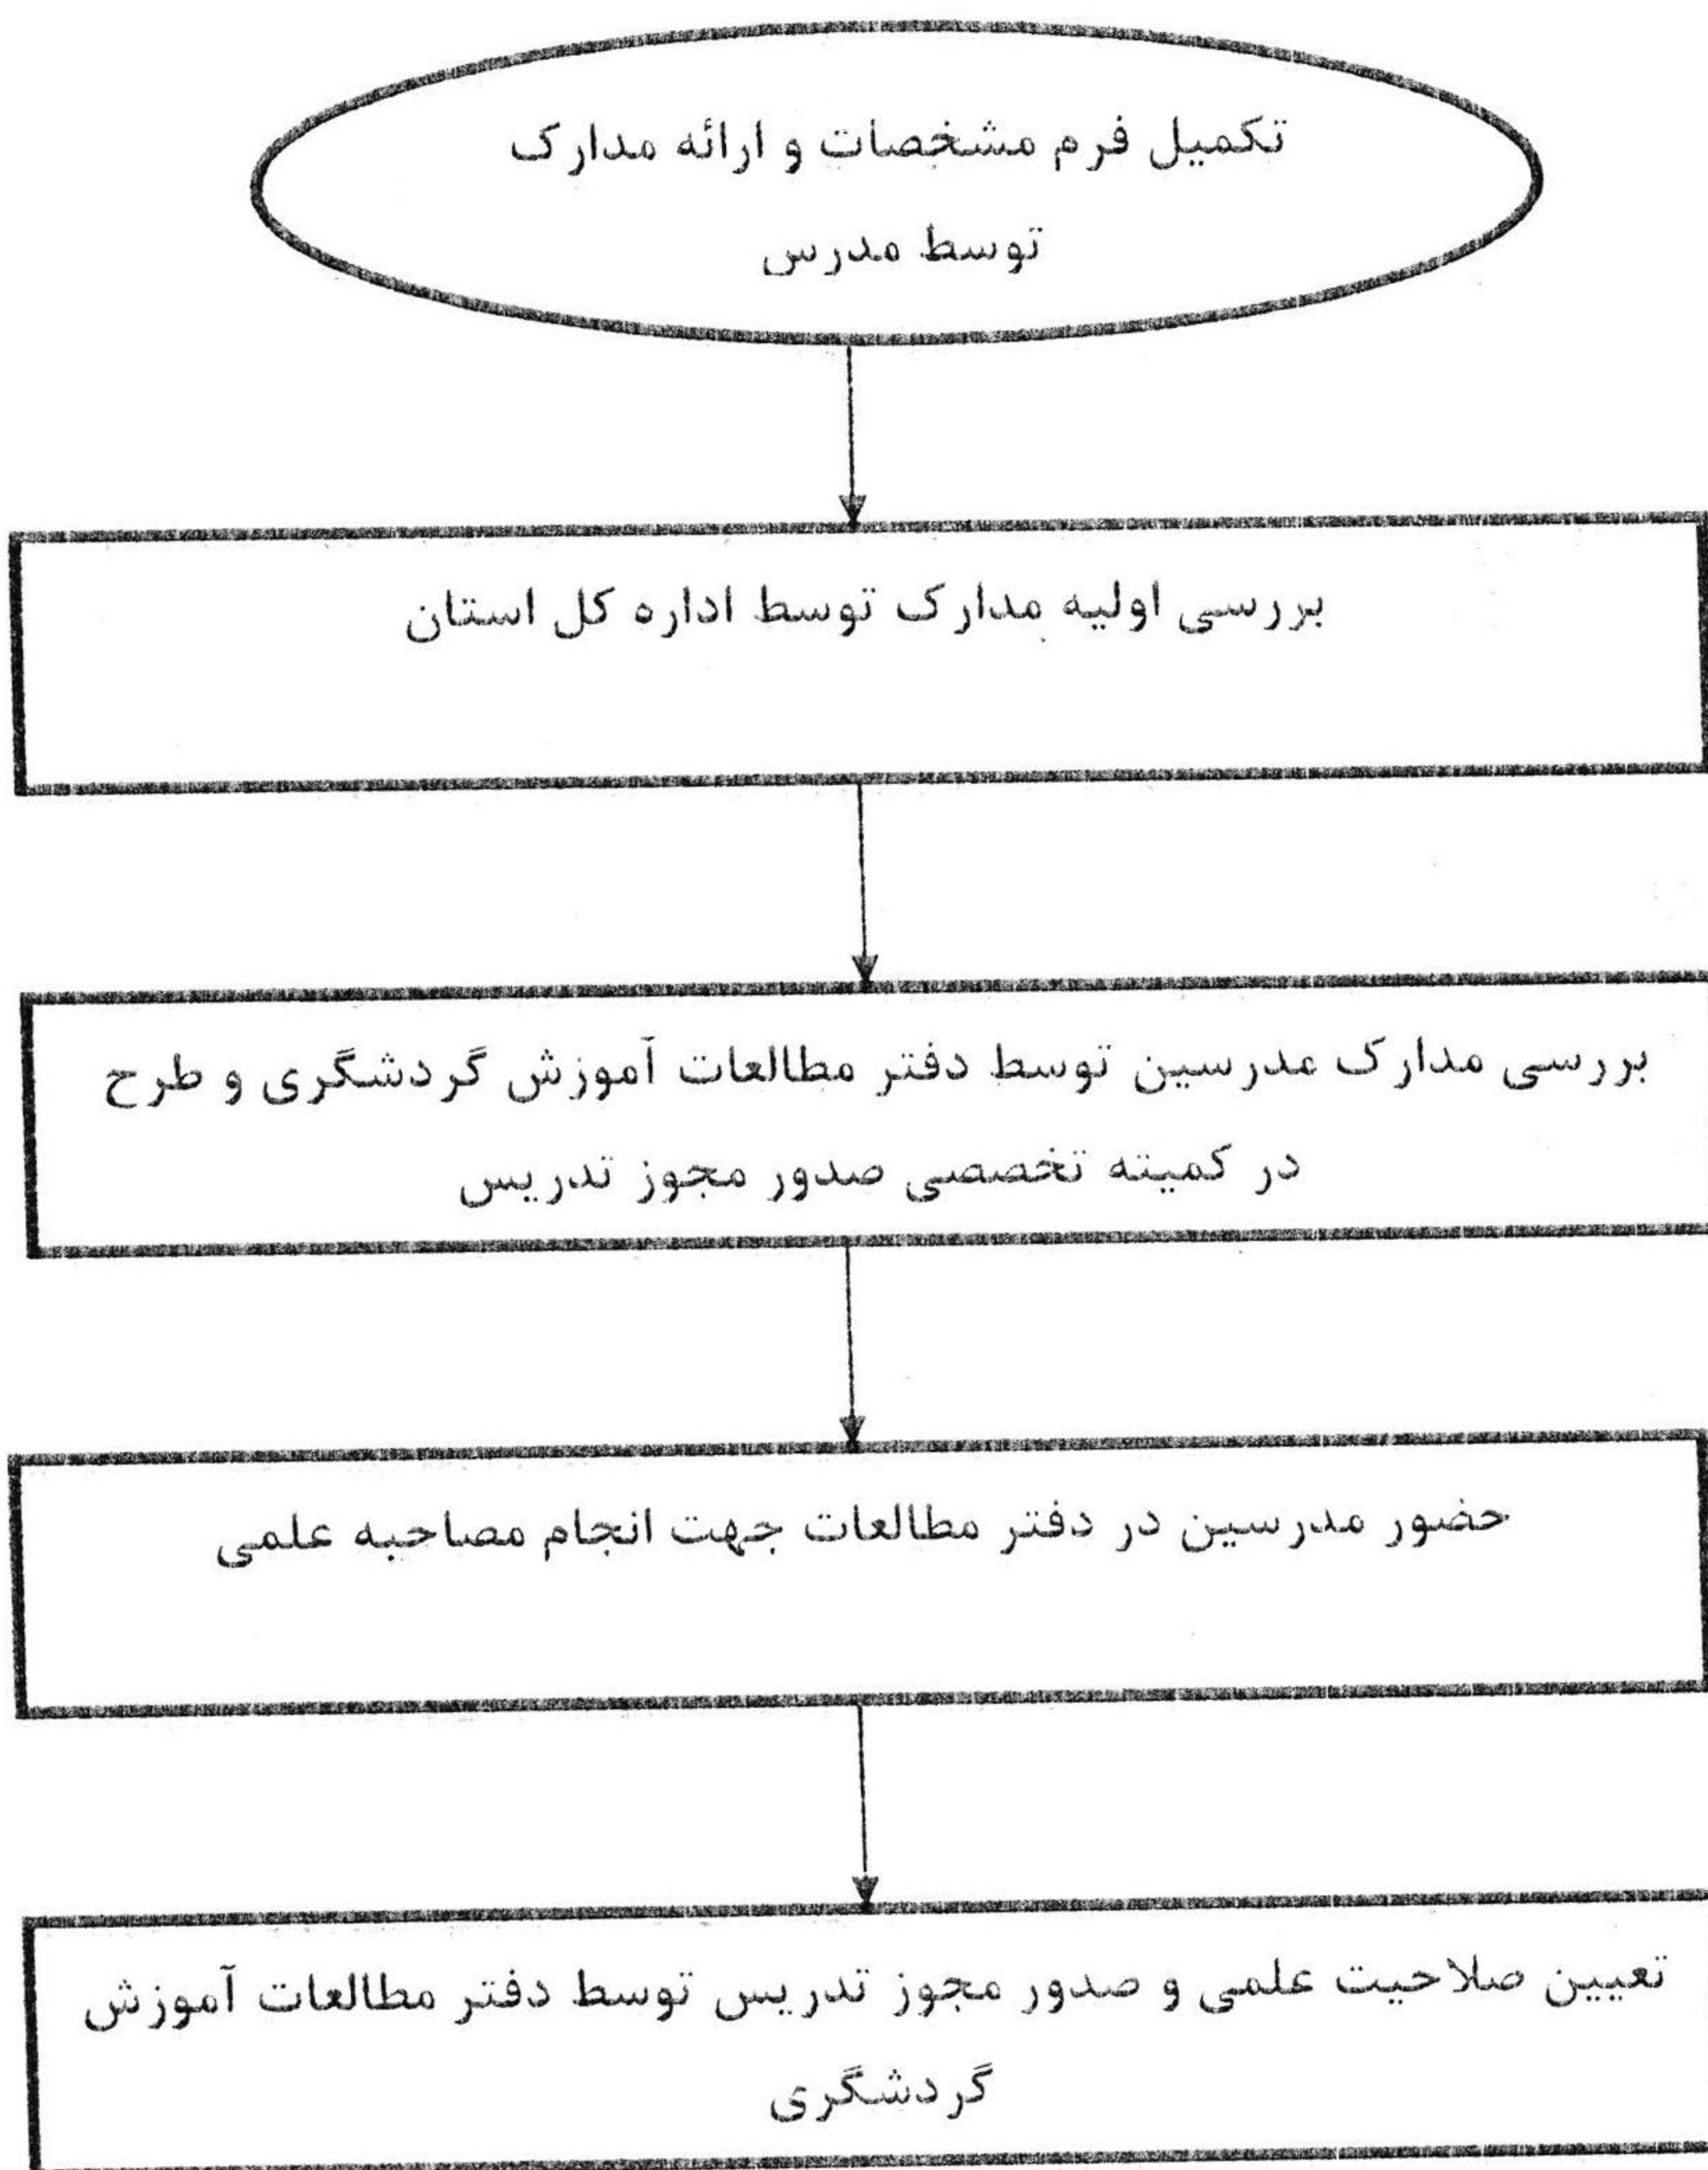 تکمیل فرم مشخصات و ارائه مدارک
توسط مدرس
بررسی اولیه مدارک توسط اداره کل استان
بررسی مدارک مدرسین توسط دفتر مطالعات آموزش گردشگری و طرح
در کمیته تخصصی صدور مجوز تدریس
حضور مدرسین در دفتر مطالعات جهت انجام مصاحبه علمی
تعیین صلاحیت علمی و صدور مجوز تدریس توسط دفتر مطالعات آموزش
گردشگری